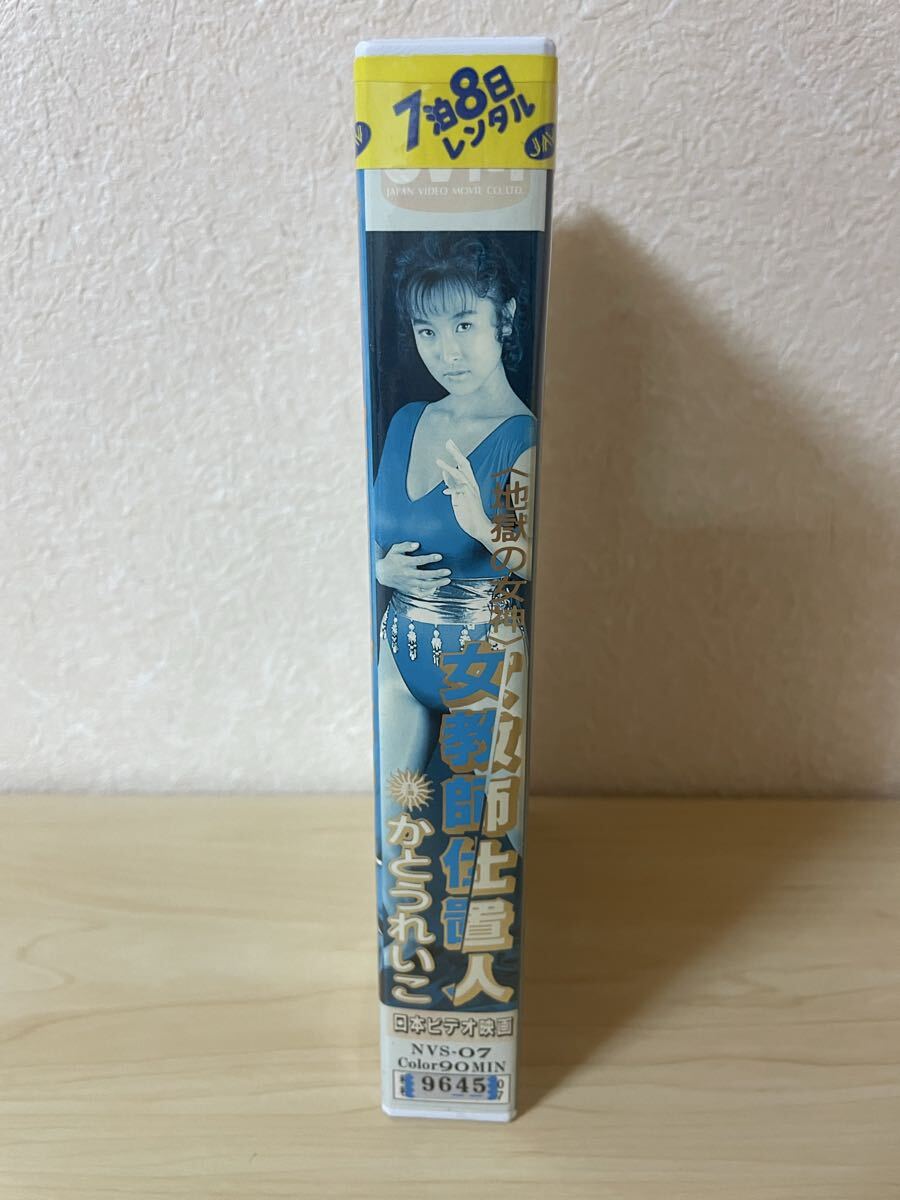 7泊8日
レンタル
JAPAN VIDEO MOVIE CO.LTD.
〈地獄の女神〉
女教師仕置人
かとうれいこ
日本ビデオ映画
NVS-07
Color90MIN
9645